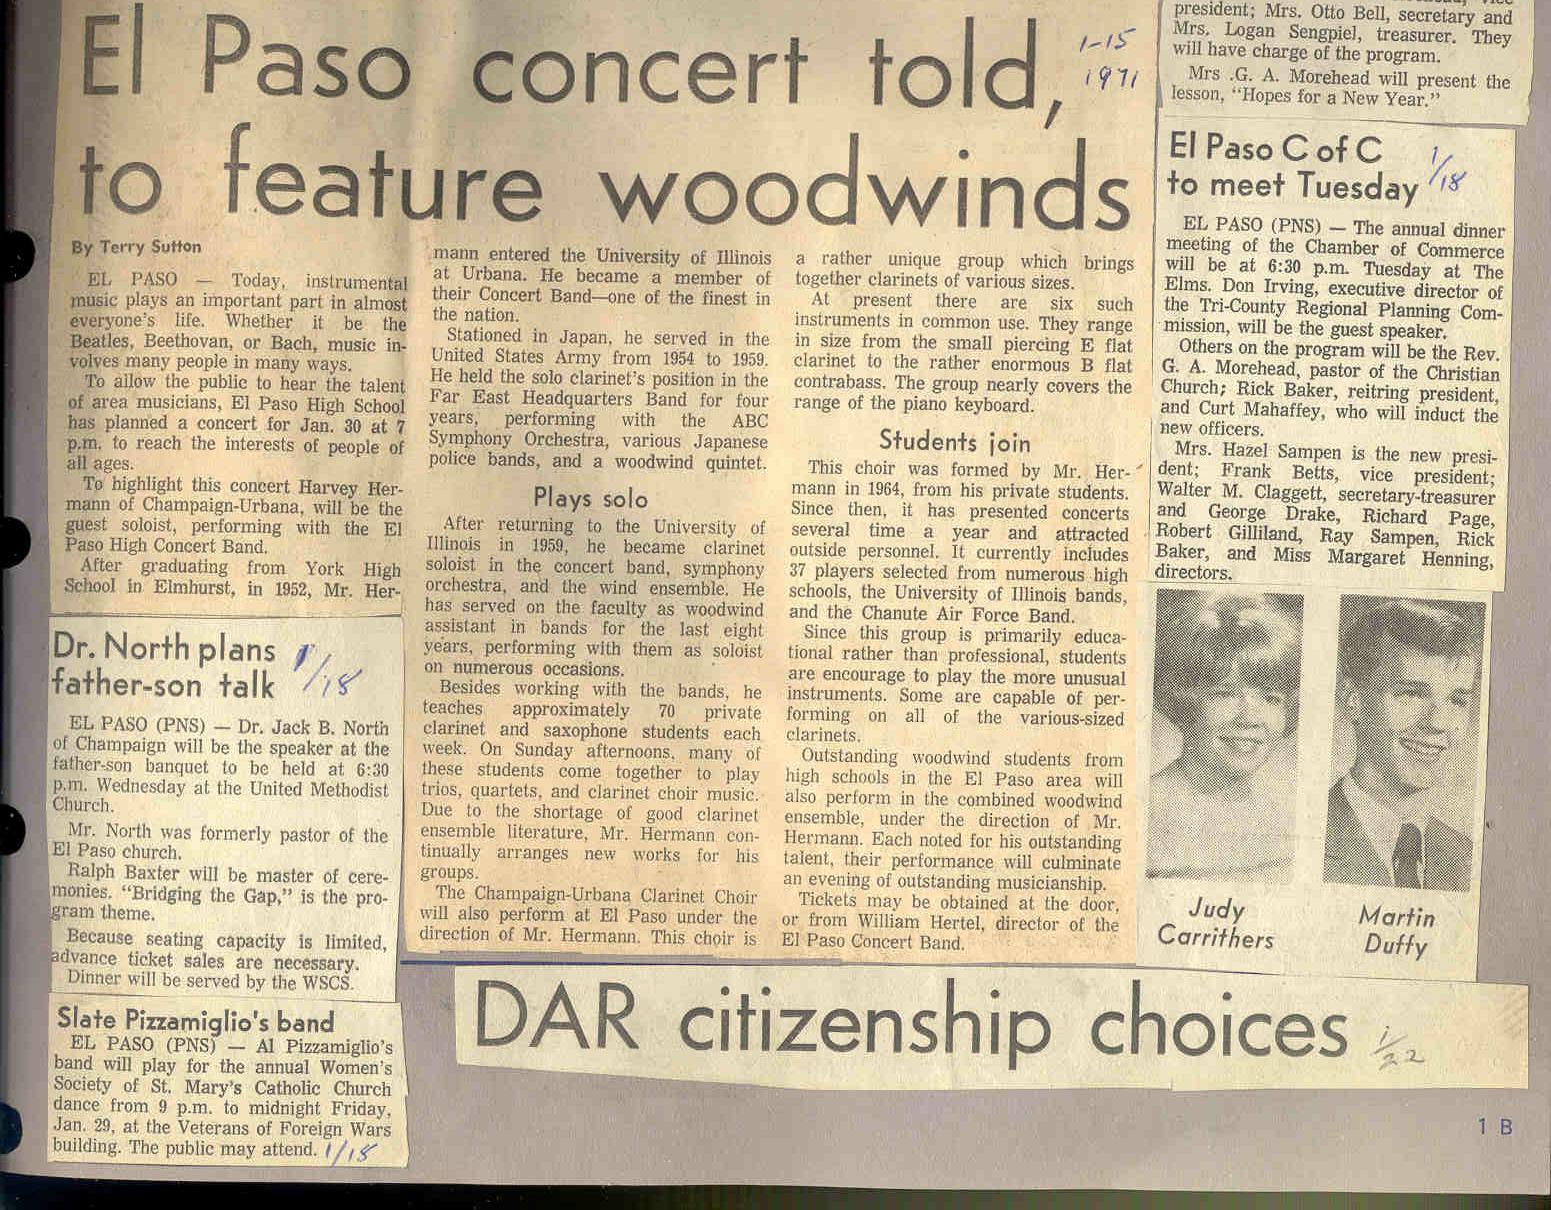 El Paso concert told,
to feature woodwinds
1-15
1971
By Terry Sutton
EL PASO — Today, instrumental
music plays an important part in almost
everyone's life. Whether it be the
Beatles, Beethovan, or Bach, music in-
volves many people in many ways.
To allow the public to hear the talent
of area musicians, El Paso High School
has planned a concert for Jan. 30 at 7
p.m. to reach the interests of people of
all ages.
To highlight this concert Harvey Her-
mann of Champaign-Urbana, will be the
guest soloist, performing with the El
Paso High Concert Band.
After graduating from York High
School in Elmhurst, in 1952, Mr. Her-
mann entered the University of Illinois
at Urbana. He became a member of
their Concert Band—one of the finest in
the nation.
Stationed in Japan, he served in the
United States Army from 1954 to 1959.
He held the solo clarinet's position in the
Far East Headquarters Band for four
years, performing with the ABC
Symphony Orchestra, various Japanese
police bands, and a woodwind quintet.
Plays solo
After returning to the University of
Illinois in 1959, he became clarinet
soloist in the concert band, symphony
orchestra, and the wind ensemble. He
has served on the faculty as woodwind
assistant in bands for the last eight
years, performing with them as soloist
on numerous occasions.
Besides working with the bands, he
teaches approximately 70 private
clarinet and saxophone students each
week. On Sunday afternoons, many of
these students come together to play
trios, quartets, and clarinet choir music.
Due to the shortage of good clarinet
ensemble literature, Mr. Hermann con-
tinually arranges new works for his
groups.
The Champaign-Urbana Clarinet Choir
will also perform at El Paso under the
direction of Mr. Hermann. This choir is
a rather unique group which brings
together clarinets of various sizes.
At present there are six such
instruments in common use. They range
in size from the small piercing E flat
clarinet to the rather enormous B flat
contrabass. The group nearly covers the
range of the piano keyboard.
Students join
This choir was formed by Mr. Her-
mann in 1964, from his private students.
Since then, it has presented concerts
several time a year and attracted
outside personnel. It currently includes
37 players selected from numerous high
schools, the University of Illinois bands,
and the Chanute Air Force Band.
Since this group is primarily educa-
tional rather than professional, students
are encourage to play the more unusual
instruments. Some are capable of per-
forming on all of the various-sized
clarinets.
Outstanding woodwind students from
high schools in the El Paso area will
also perform in the combined woodwind
ensemble, under the direction of Mr.
Hermann. Each noted for his outstanding
talent, their performance will culminate
an evening of outstanding musicianship.
Tickets may be obtained at the door,
or from William Hertel, director of the
El Paso Concert Band.
Dr. North plans
father-son talk
1/18
EL PASO (PNS) — Dr. Jack B. North
of Champaign will be the speaker at the
father-son banquet to be held at 6:30
p.m. Wednesday at the United Methodist
Church.
Mr. North was formerly pastor of the
El Paso church.
Ralph Baxter will be master of cere-
monies. "Bridging the Gap," is the pro-
gram theme.
Because seating capacity is limited,
advance ticket sales are necessary.
Dinner will be served by the WSCS.
Slate Pizzamiglio's band
EL PASO (PNS) — Al Pizzamiglio's
band will play for the annual Women's
Society of St. Mary's Catholic Church
dance from 9 p.m. to midnight Friday,
Jan. 29, at the Veterans of Foreign Wars
building. The public may attend. 1/18
president; Mrs. Otto Bell, secretary and
Mrs. Logan Sengpiel, treasurer. They
will have charge of the program.
Mrs .G. A. Morehead will present the
lesson, "Hopes for a New Year."
El Paso C of C
to meet Tuesday
1/18
EL PASO (PNS) — The annual dinner
meeting of the Chamber of Commerce
will be at 6:30 p.m. Tuesday at The
Elms. Don Irving, executive director of
the Tri-County Regional Planning Com-
mission, will be the guest speaker.
Others on the program will be the Rev.
G. A. Morehead, pastor of the Christian
Church; Rick Baker, reitring president,
and Curt Mahaffey, who will induct the
new officers.
Mrs. Hazel Sampen is the new presi-
dent; Frank Betts, vice president;
Walter M. Claggett, secretary-treasurer
and George Drake, Richard Page,
Robert Gilliland, Ray Sampen, Rick
Baker, and Miss Margaret Henning,
directors.
Judy
Carrithers
Martin
Duffy
DAR citizenship choices
1/22
1 B